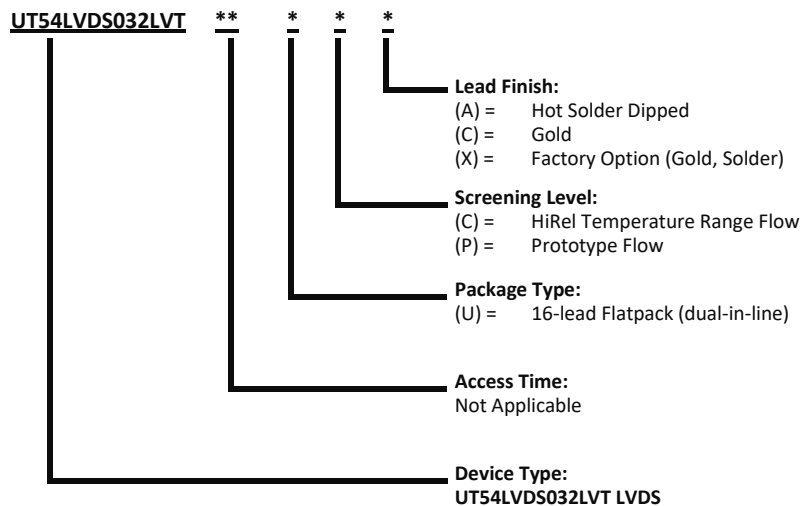 UT54LVDS032LVT ** * * *
Lead Finish:
(A) = Hot Solder Dipped
(C) = Gold
(X) = Factory Option (Gold, Solder)
Screening Level:
(C) = HiRel Temperature Range Flow
(P) = Prototype Flow
Package Type:
(U) = 16-lead Flatpack (dual-in-line)
Access Time:
Not Applicable
Device Type:
UT54LVDS032LVT LVDS